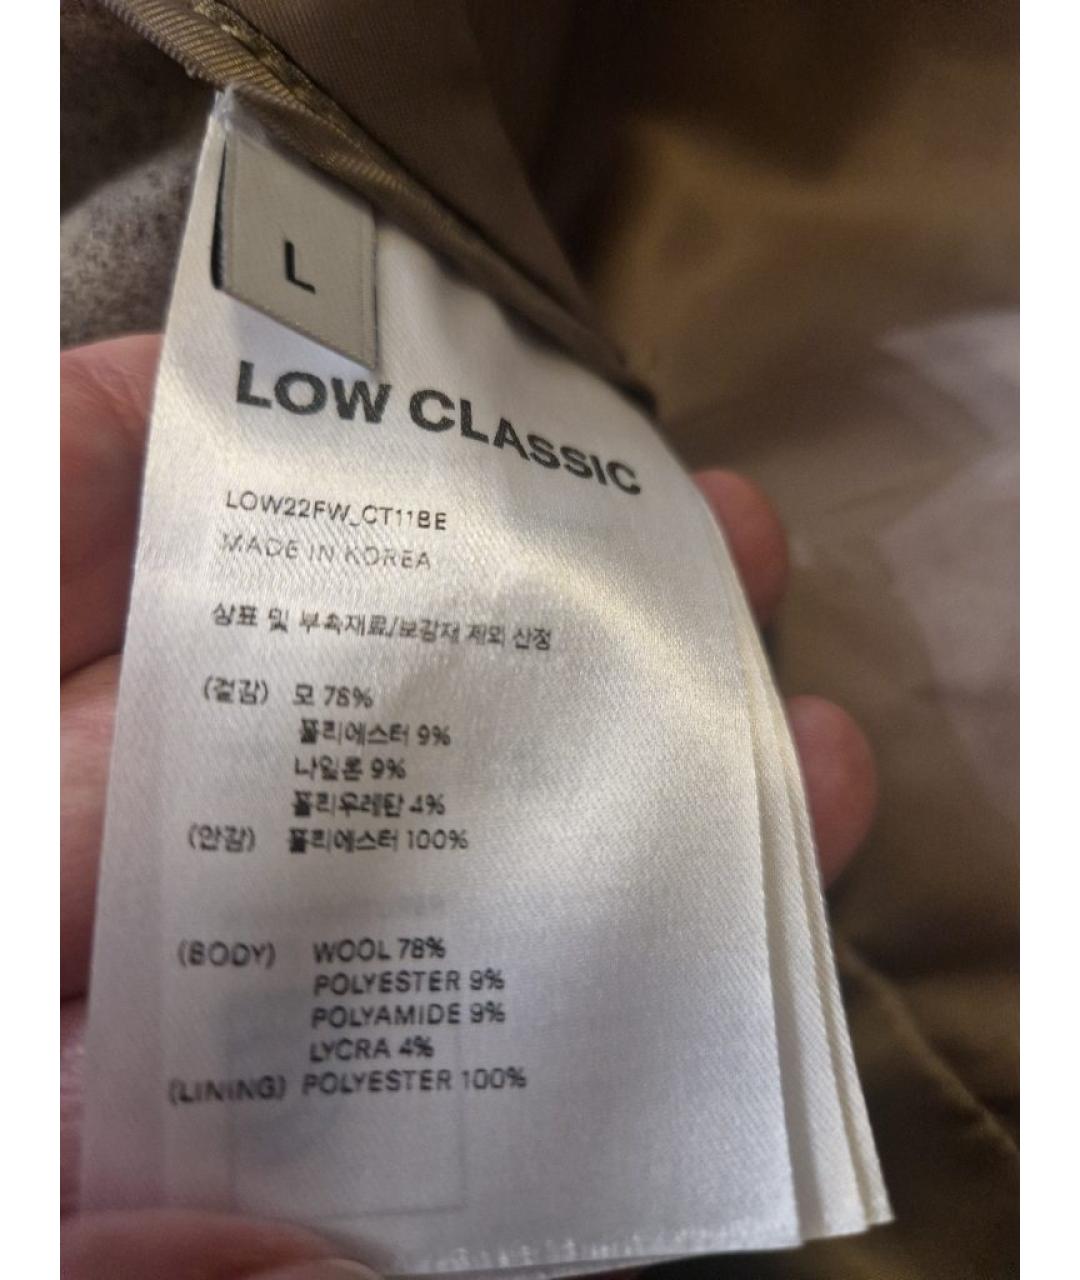 L
LOW CLASSIC
LOW22FW_CT11BE
MADE IN KOREA
상표 및 부속재료/보강재 제외 산정
(겉감) 모 78%
폴리에스터 9%
나일론 9%
폴리우레탄 4%
(안감) 폴리에스터 100%
(BODY) WOOL 78%
POLYESTER 9%
POLYAMIDE 9%
LYCRA 4%
(LINING) POLYESTER 100%